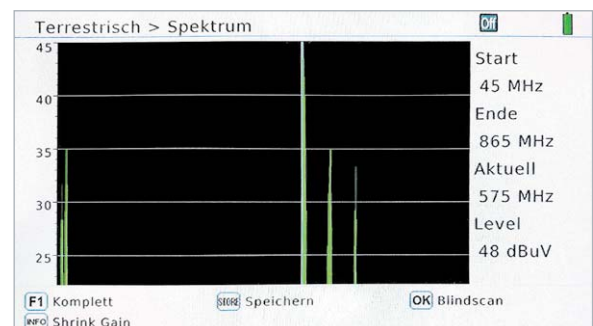 Terrestrisch > Spektrum
Off
45
40
35
30
25
Start
45 MHz
Ende
865 MHz
Aktuell
575 MHz
Level
48 dBuV
F1 Komplett
STORE Speichern
OK Blindscan
INFO Shrink Gain